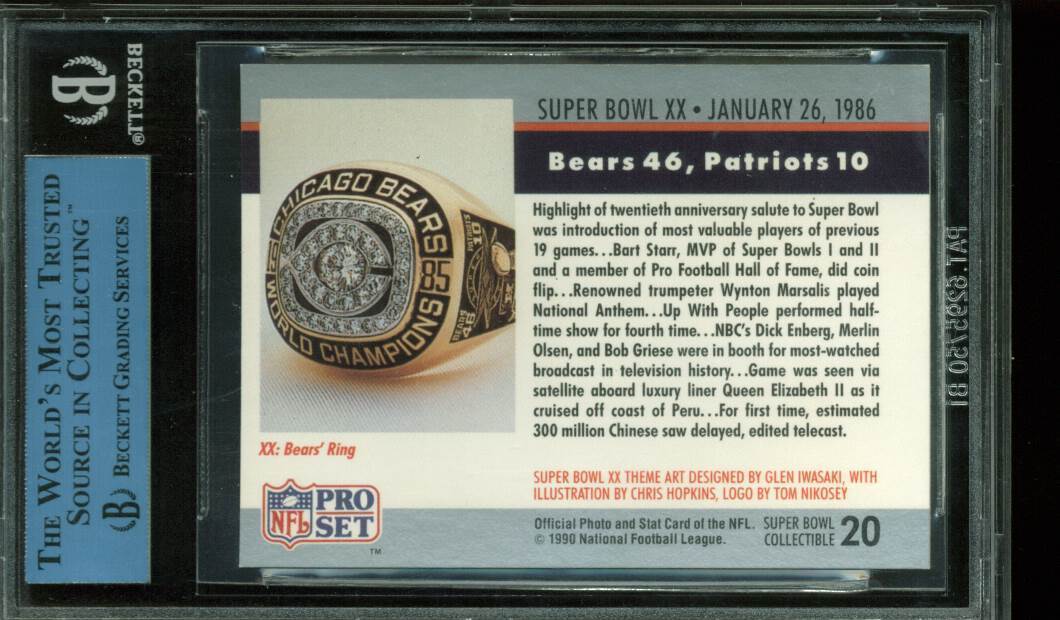 BECKETT®
B
THE WORLD'S MOST TRUSTED
SOURCE IN COLLECTING™
B BECKETT GRADING SERVICES
SUPER BOWL XX • JANUARY 26, 1986
Bears 46, Patriots 10
CHICAGO BEARS
85
WORLD CHAMPIONS
PATRIOTS
10
BEARS
46
XX: Bears' Ring
Highlight of twentieth anniversary salute to Super Bowl
was introduction of most valuable players of previous
19 games...Bart Starr, MVP of Super Bowls I and II
and a member of Pro Football Hall of Fame, did coin
flip...Renowned trumpeter Wynton Marsalis played
National Anthem...Up With People performed half-
time show for fourth time...NBC's Dick Enberg, Merlin
Olsen, and Bob Griese were in booth for most-watched
broadcast in television history...Game was seen via
satellite aboard luxury liner Queen Elizabeth II as it
cruised off coast of Peru...For first time, estimated
300 million Chinese saw delayed, edited telecast.
SUPER BOWL XX THEME ART DESIGNED BY GLEN IWASAKI, WITH
ILLUSTRATION BY CHRIS HOPKINS, LOGO BY TOM NIKOSEY
NFL PRO
SET
TM
Official Photo and Stat Card of the NFL.
© 1990 National Football League.
SUPER BOWL
COLLECTIBLE 20